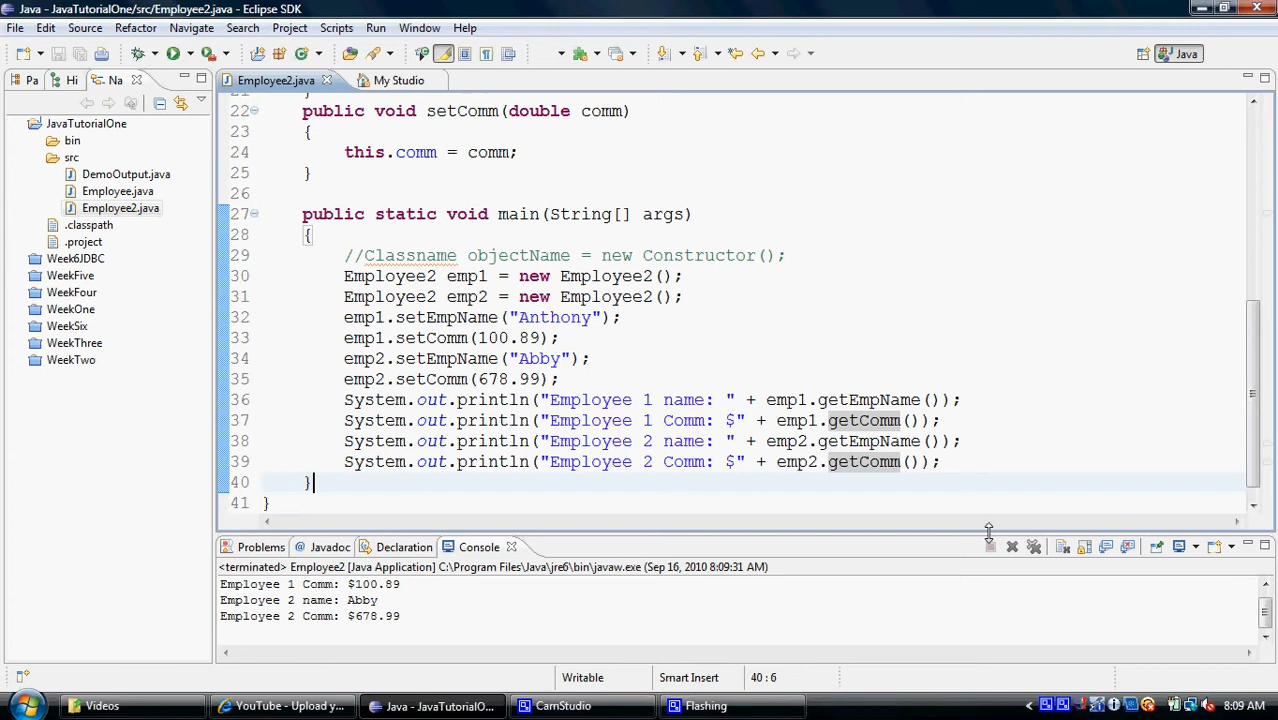 Java - JavaTutorialOne/src/Employee2.java - Eclipse SDK
File Edit Source Refactor Navigate Search Project Scripts Run Window Help
Java
Pa Hi Na
Employee2.java My Studio
JavaTutorialOne
bin
src
DemoOutput.java
Employee.java
Employee2.java
.classpath
.project
Week6JDBC
WeekFive
WeekFour
WeekOne
WeekSix
WeekThree
WeekTwo
22 public void setComm(double comm)
23 {
24 this.comm = comm;
25 }
26
27 public static void main(String[] args)
28 {
29 //Classname objectName = new Constructor();
30 Employee2 emp1 = new Employee2();
31 Employee2 emp2 = new Employee2();
32 emp1.setEmpName("Anthony");
33 emp1.setComm(100.89);
34 emp2.setEmpName("Abby");
35 emp2.setComm(678.99);
36 System.out.println("Employee 1 name: " + emp1.getEmpName());
37 System.out.println("Employee 1 Comm: $" + emp1.getComm());
38 System.out.println("Employee 2 name: " + emp2.getEmpName());
39 System.out.println("Employee 2 Comm: $" + emp2.getComm());
40 }
41 }
Problems @ Javadoc Declaration Console
<terminated> Employee2 [Java Application] C:\Program Files\Java\jre6\bin\javaw.exe (Sep 16, 2010 8:09:31 AM)
Employee 1 Comm: $100.89
Employee 2 name: Abby
Employee 2 Comm: $678.99
Writable Smart Insert 40 : 6
Videos YouTube - Upload y... Java - JavaTutorialO... CamStudio Flashing 8:09 AM